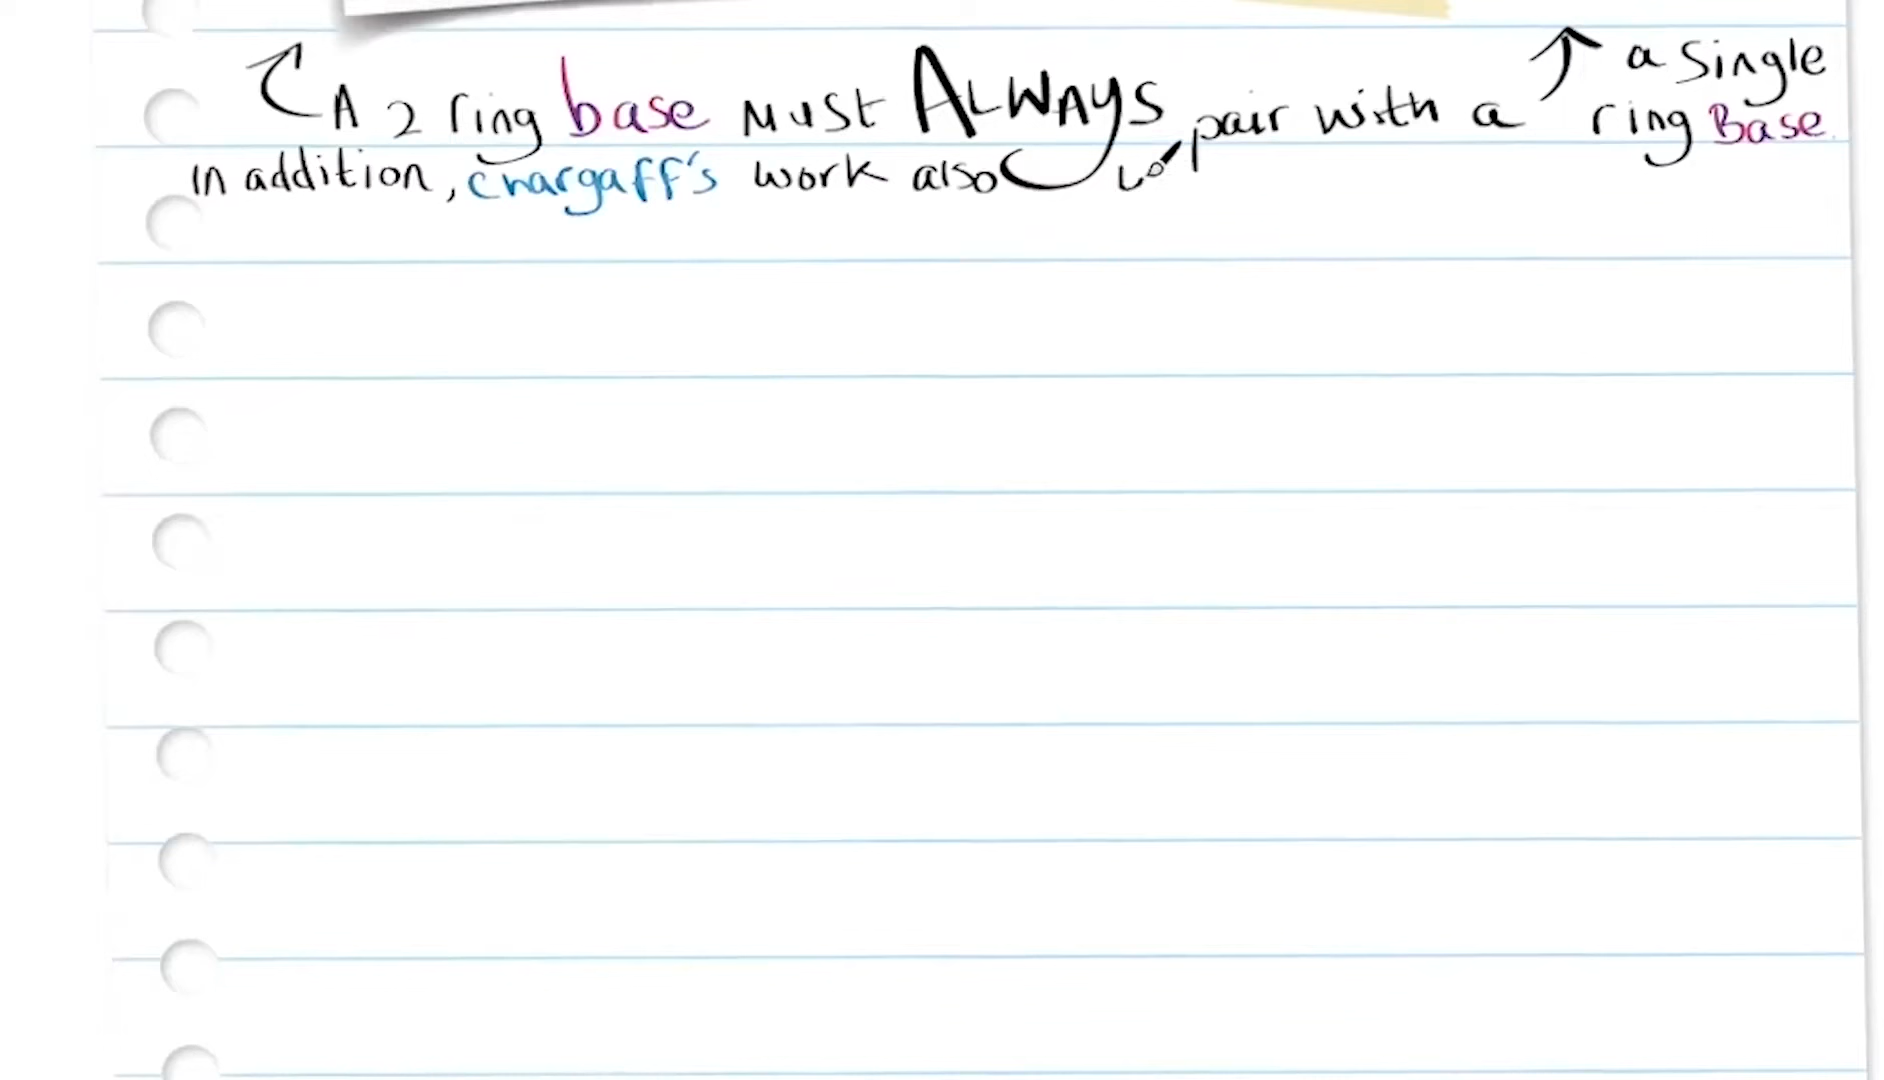 A 2 ring base MUST ALWAYS pair with a a single
ring Base.
In addition, chargaff's work also